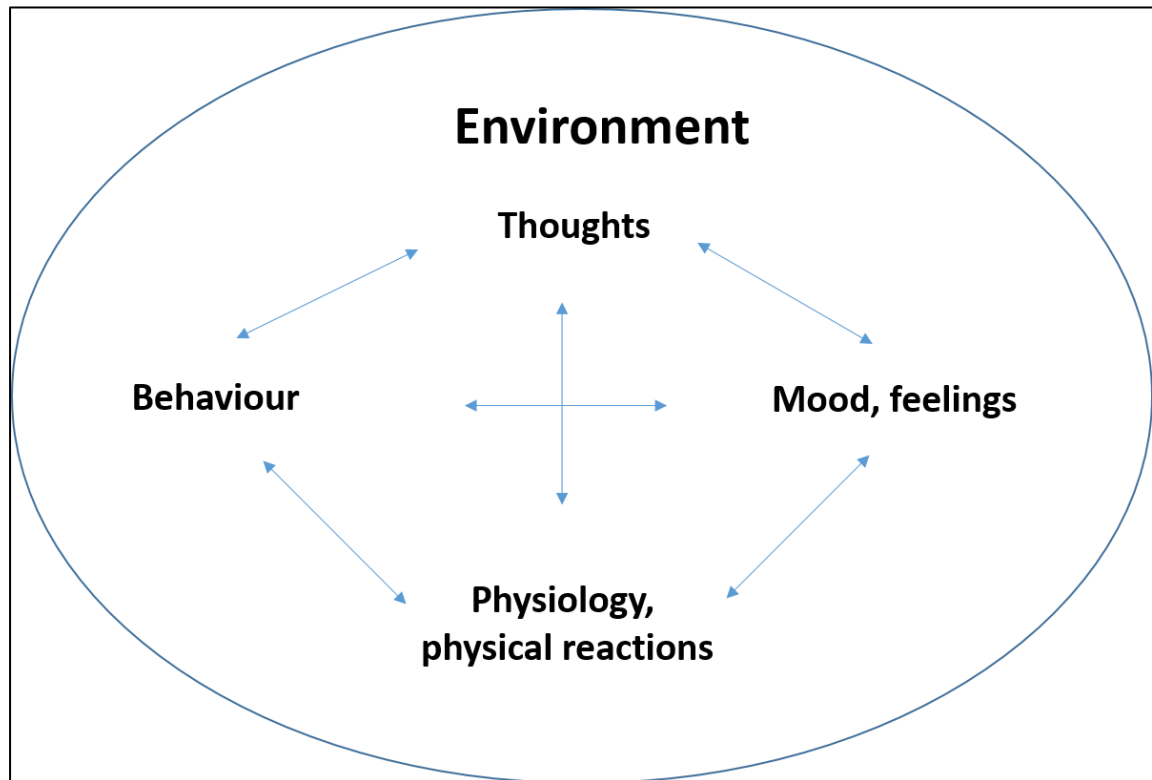 Environment
Thoughts
Behaviour
Mood, feelings
Physiology,
physical reactions